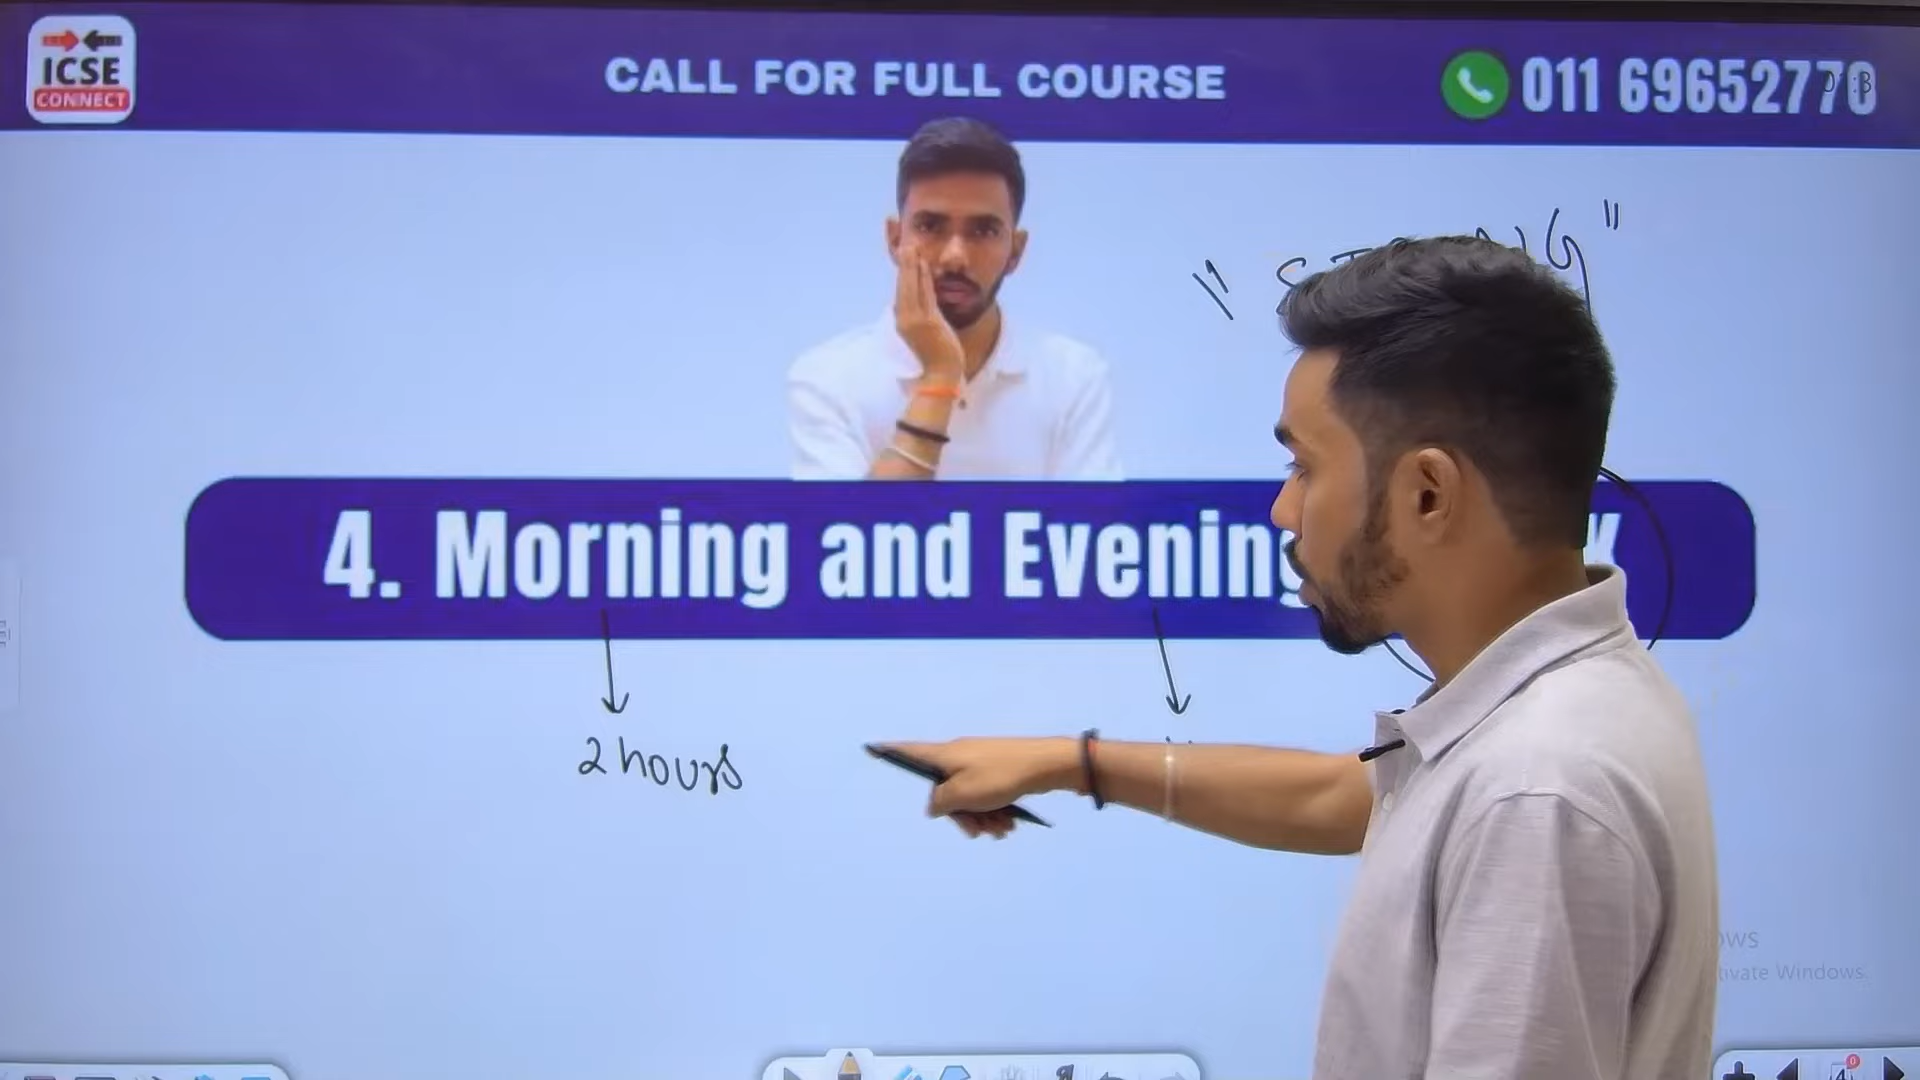 ICSE
CONNECT
CALL FOR FULL COURSE
011 69652770
4. Morning and Evening
2 hours